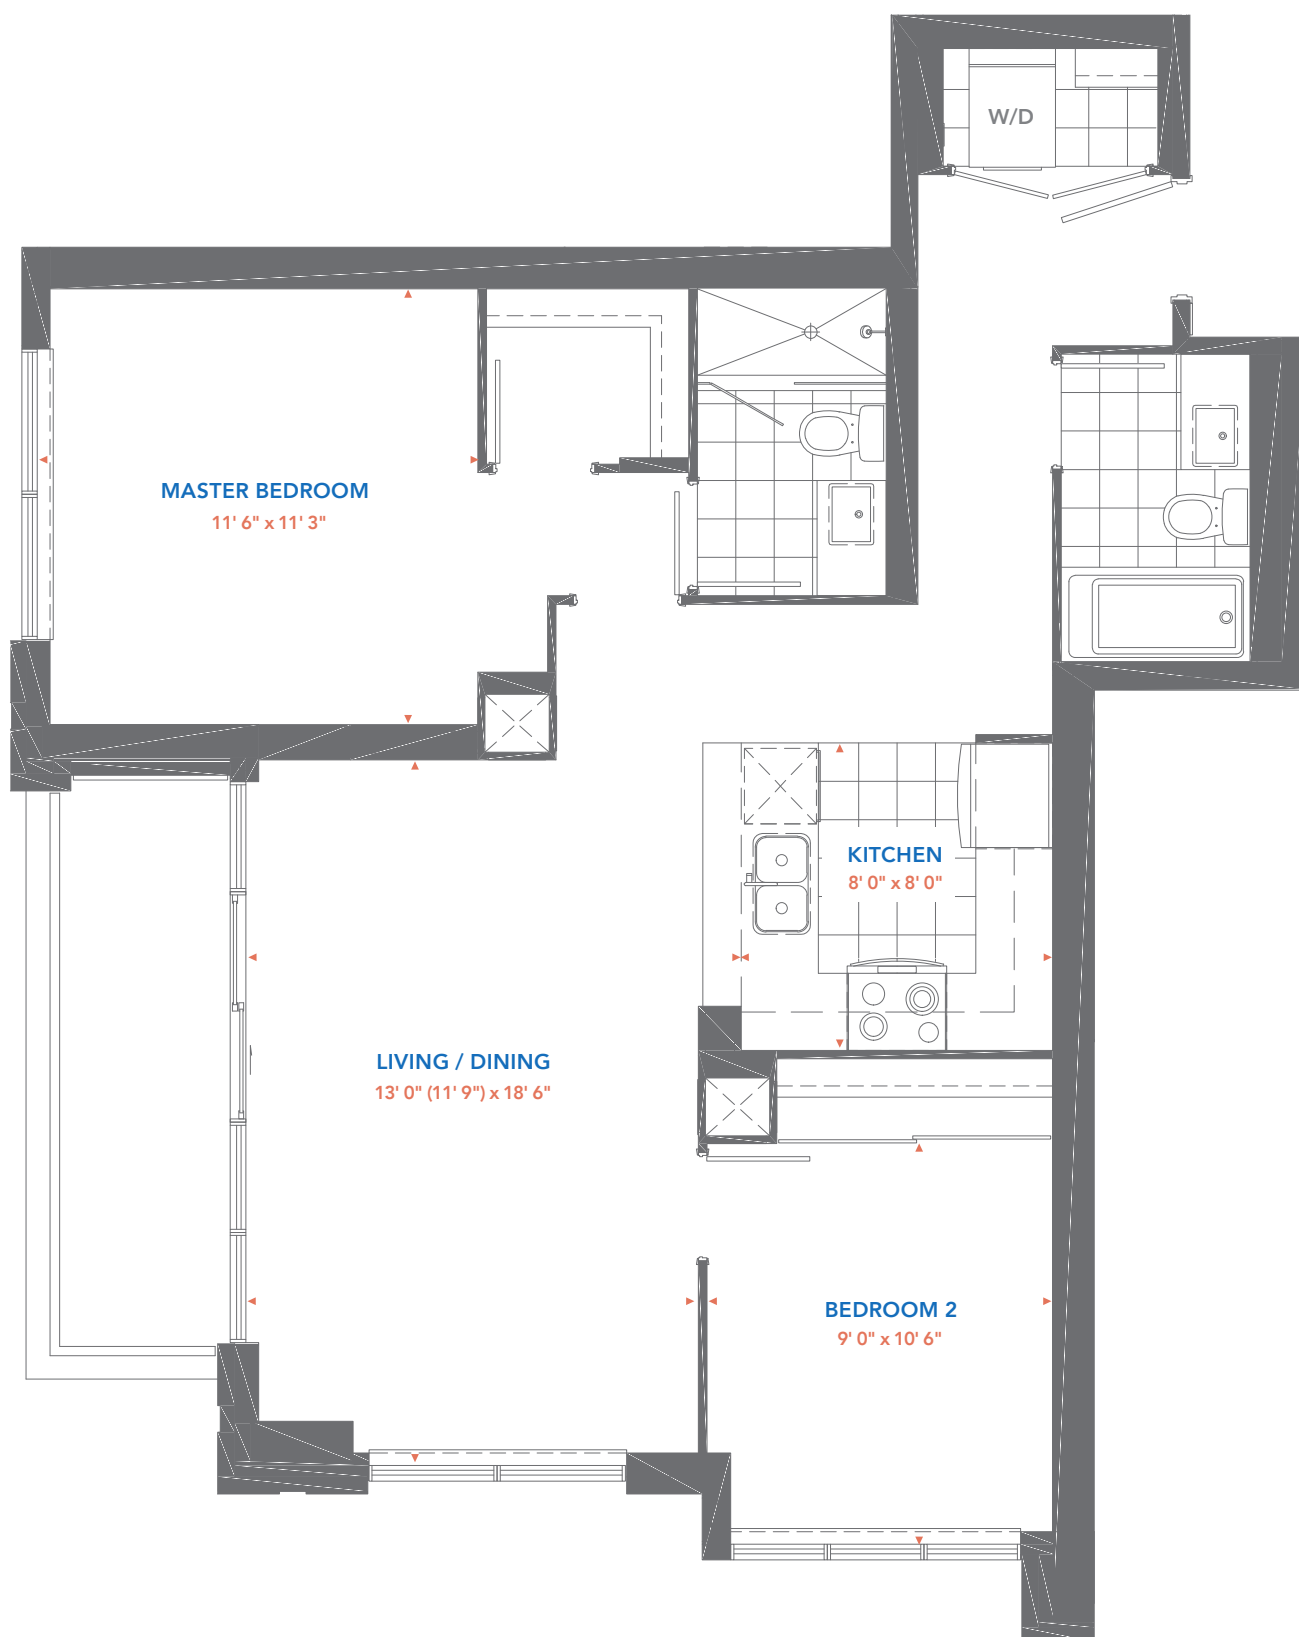 W/D
MASTER BEDROOM
11' 6" x 11' 3"
KITCHEN
8' 0" x 8' 0"
LIVING / DINING
13' 0" (11' 9") x 18' 6"
BEDROOM 2
9' 0" x 10' 6"